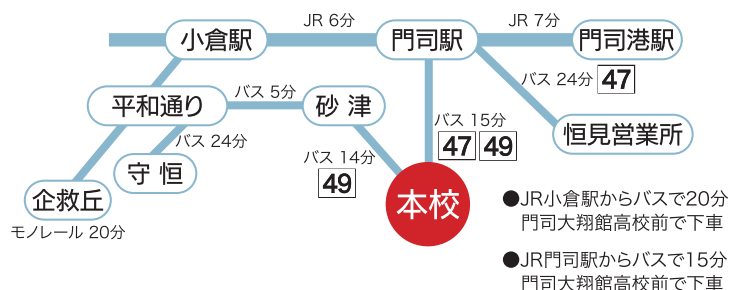 JR 6分
JR 7分
小倉駅
門司駅
門司港駅
バス 24分 47
平和通り
バス 5分
砂 津
バス 15分
47 49
恒見営業所
バス 24分
守 恒
バス 14分
49
企救丘
モノレール 20分
本校
●JR小倉駅からバスで20分
門司大翔館高校前で下車
●JR門司駅からバスで15分
門司大翔館高校前で下車